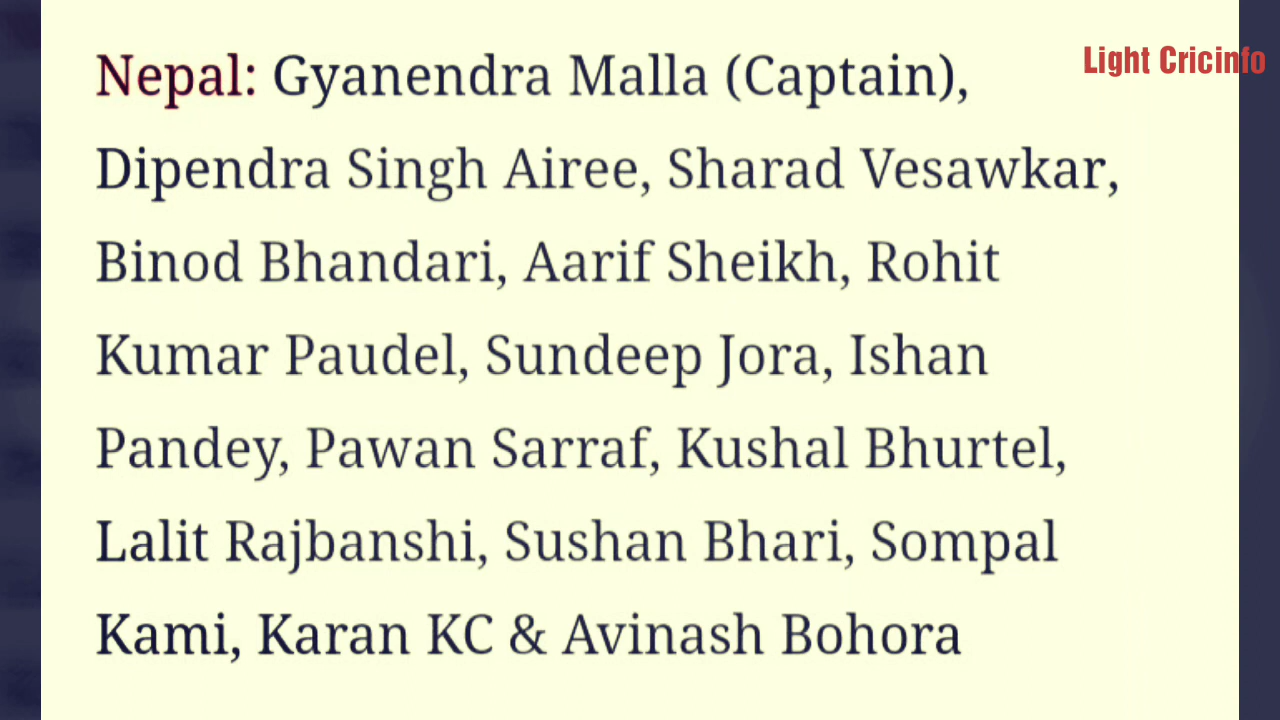 Light Cricinfo
Nepal: Gyanendra Malla (Captain),
Dipendra Singh Airee, Sharad Vesawkar,
Binod Bhandari, Aarif Sheikh, Rohit
Kumar Paudel, Sundeep Jora, Ishan
Pandey, Pawan Sarraf, Kushal Bhurtel,
Lalit Rajbanshi, Sushan Bhari, Sompal
Kami, Karan KC & Avinash Bohora